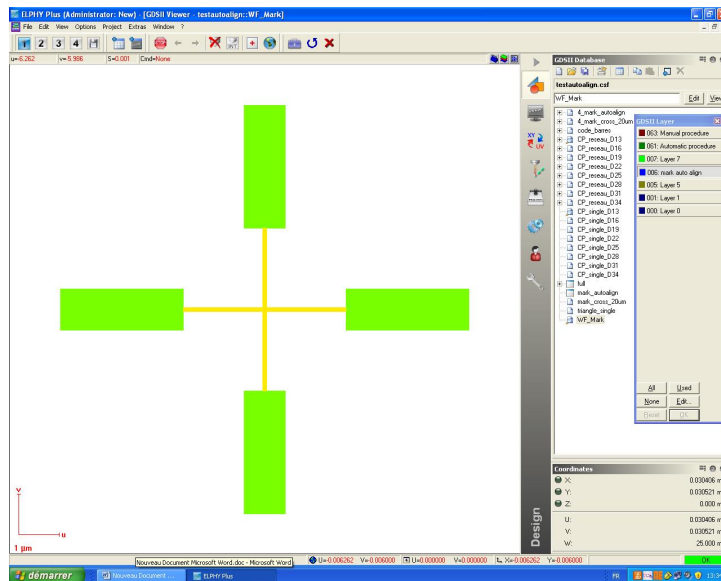 ELPHY Plus (Administrator: New) - [GDSII Viewer - testautoalign::WF_Mark]
File Edit View Options Project Extras Window ?
1 2 3 4
u=-6.262 v=-5.986 S=0.001 Cmd=None
GDSII Database
testautoalign.csf
WF_Mark Edit View
4_mark_autoalign
4_mark_cross_20um
code_barres
CP_reseau_D13
CP_reseau_D16
CP_reseau_D19
CP_reseau_D22
CP_reseau_D25
CP_reseau_D28
CP_reseau_D31
CP_reseau_D34
CP_single_D13
CP_single_D16
CP_single_D19
CP_single_D22
CP_single_D25
CP_single_D28
CP_single_D31
CP_single_D34
full
mark_autoalign
mark_cross_20um
triangle_single
WF_Mark
GDSII Layer
063: Manual procedure
061: Automatic procedure
007: Layer 7
006: mark auto align
005: Layer 5
001: Layer 1
000: Layer 0
All Used
None Edit...
Reset OK
XY
UV
Design
Coordinates
X: 0.030406 m
Y: 0.030521 m
Z: 0.000 m
U: 0.030406 m
V: 0.030521 m
W: 25.000 m
v
u
1 µm
Nouveau Document Microsoft Word.doc - Microsoft Word
U=-0.006262 V=-0.006000 U=0.000000 V=0.000000 X=-0.006262 Y=-0.006000 OK
démarrer Nouveau Document ... ELPHY Plus FR